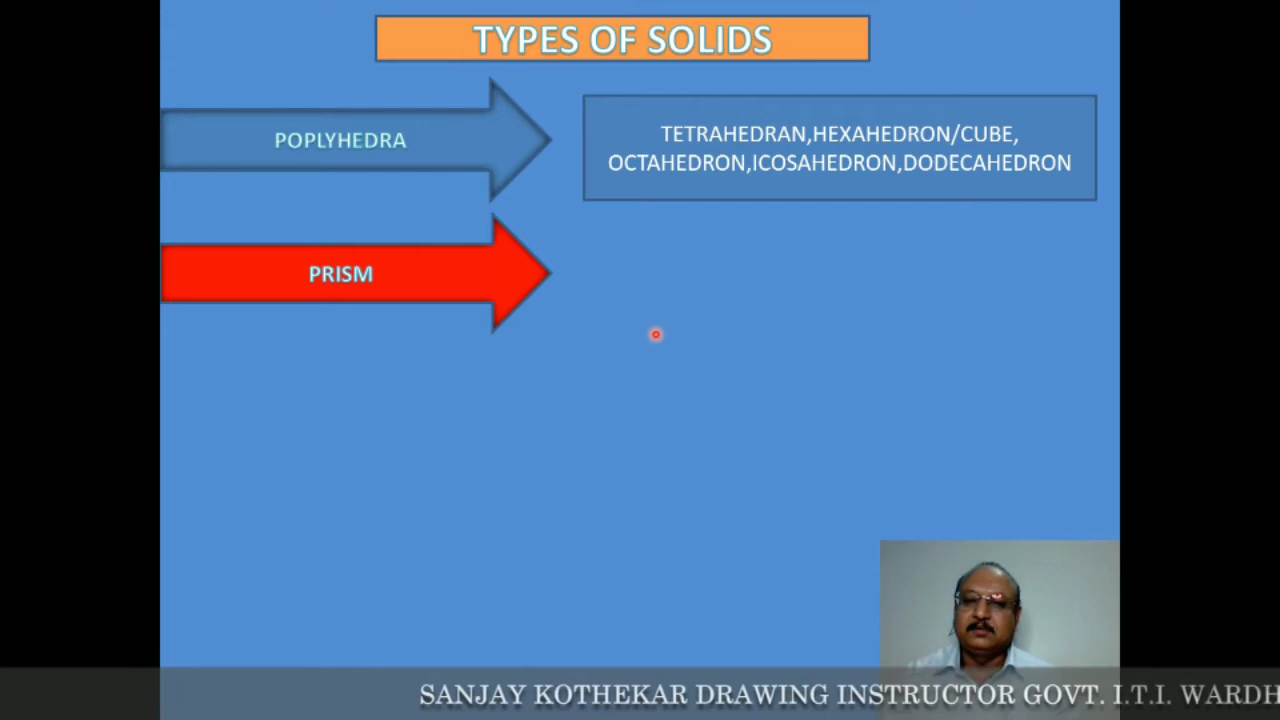 TYPES OF SOLIDS
POPLYHEDRA
TETRAHEDRAN,HEXAHEDRON/CUBE,
OCTAHEDRON,ICOSAHEDRON,DODECAHEDRON
PRISM
SANJAY KOTHEKAR DRAWING INSTRUCTOR GOVT. I.T.I. WARDH